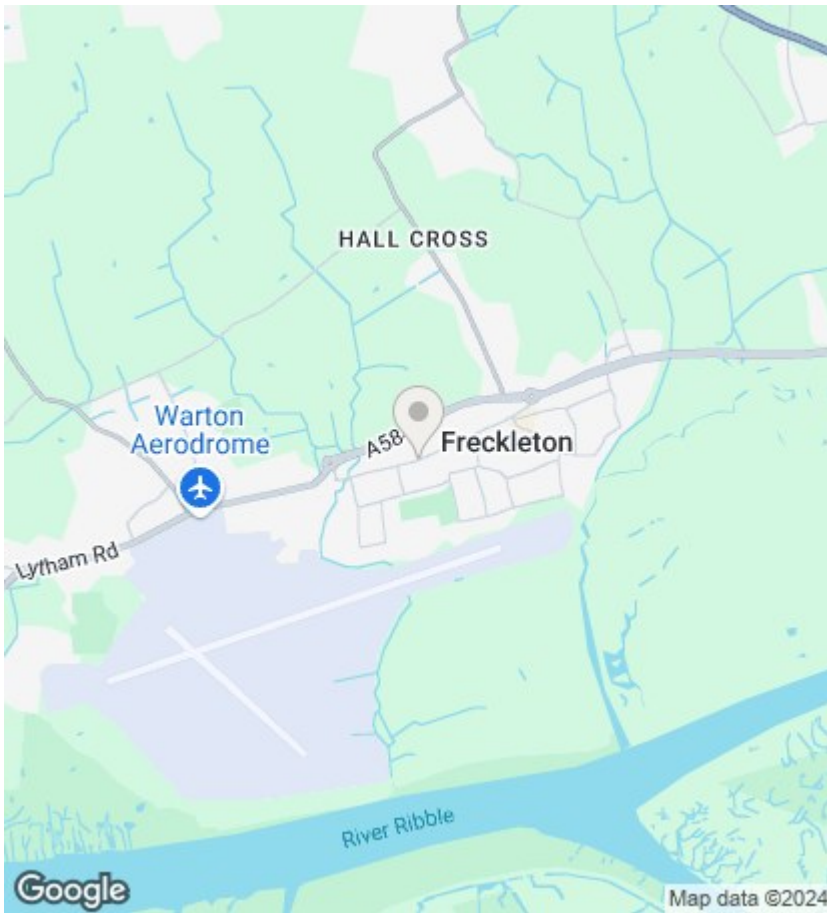 HALL CROSS
Warton
Aerodrome
A58
Freckleton
Lytham Rd
River Ribble
Google
Map data ©2024